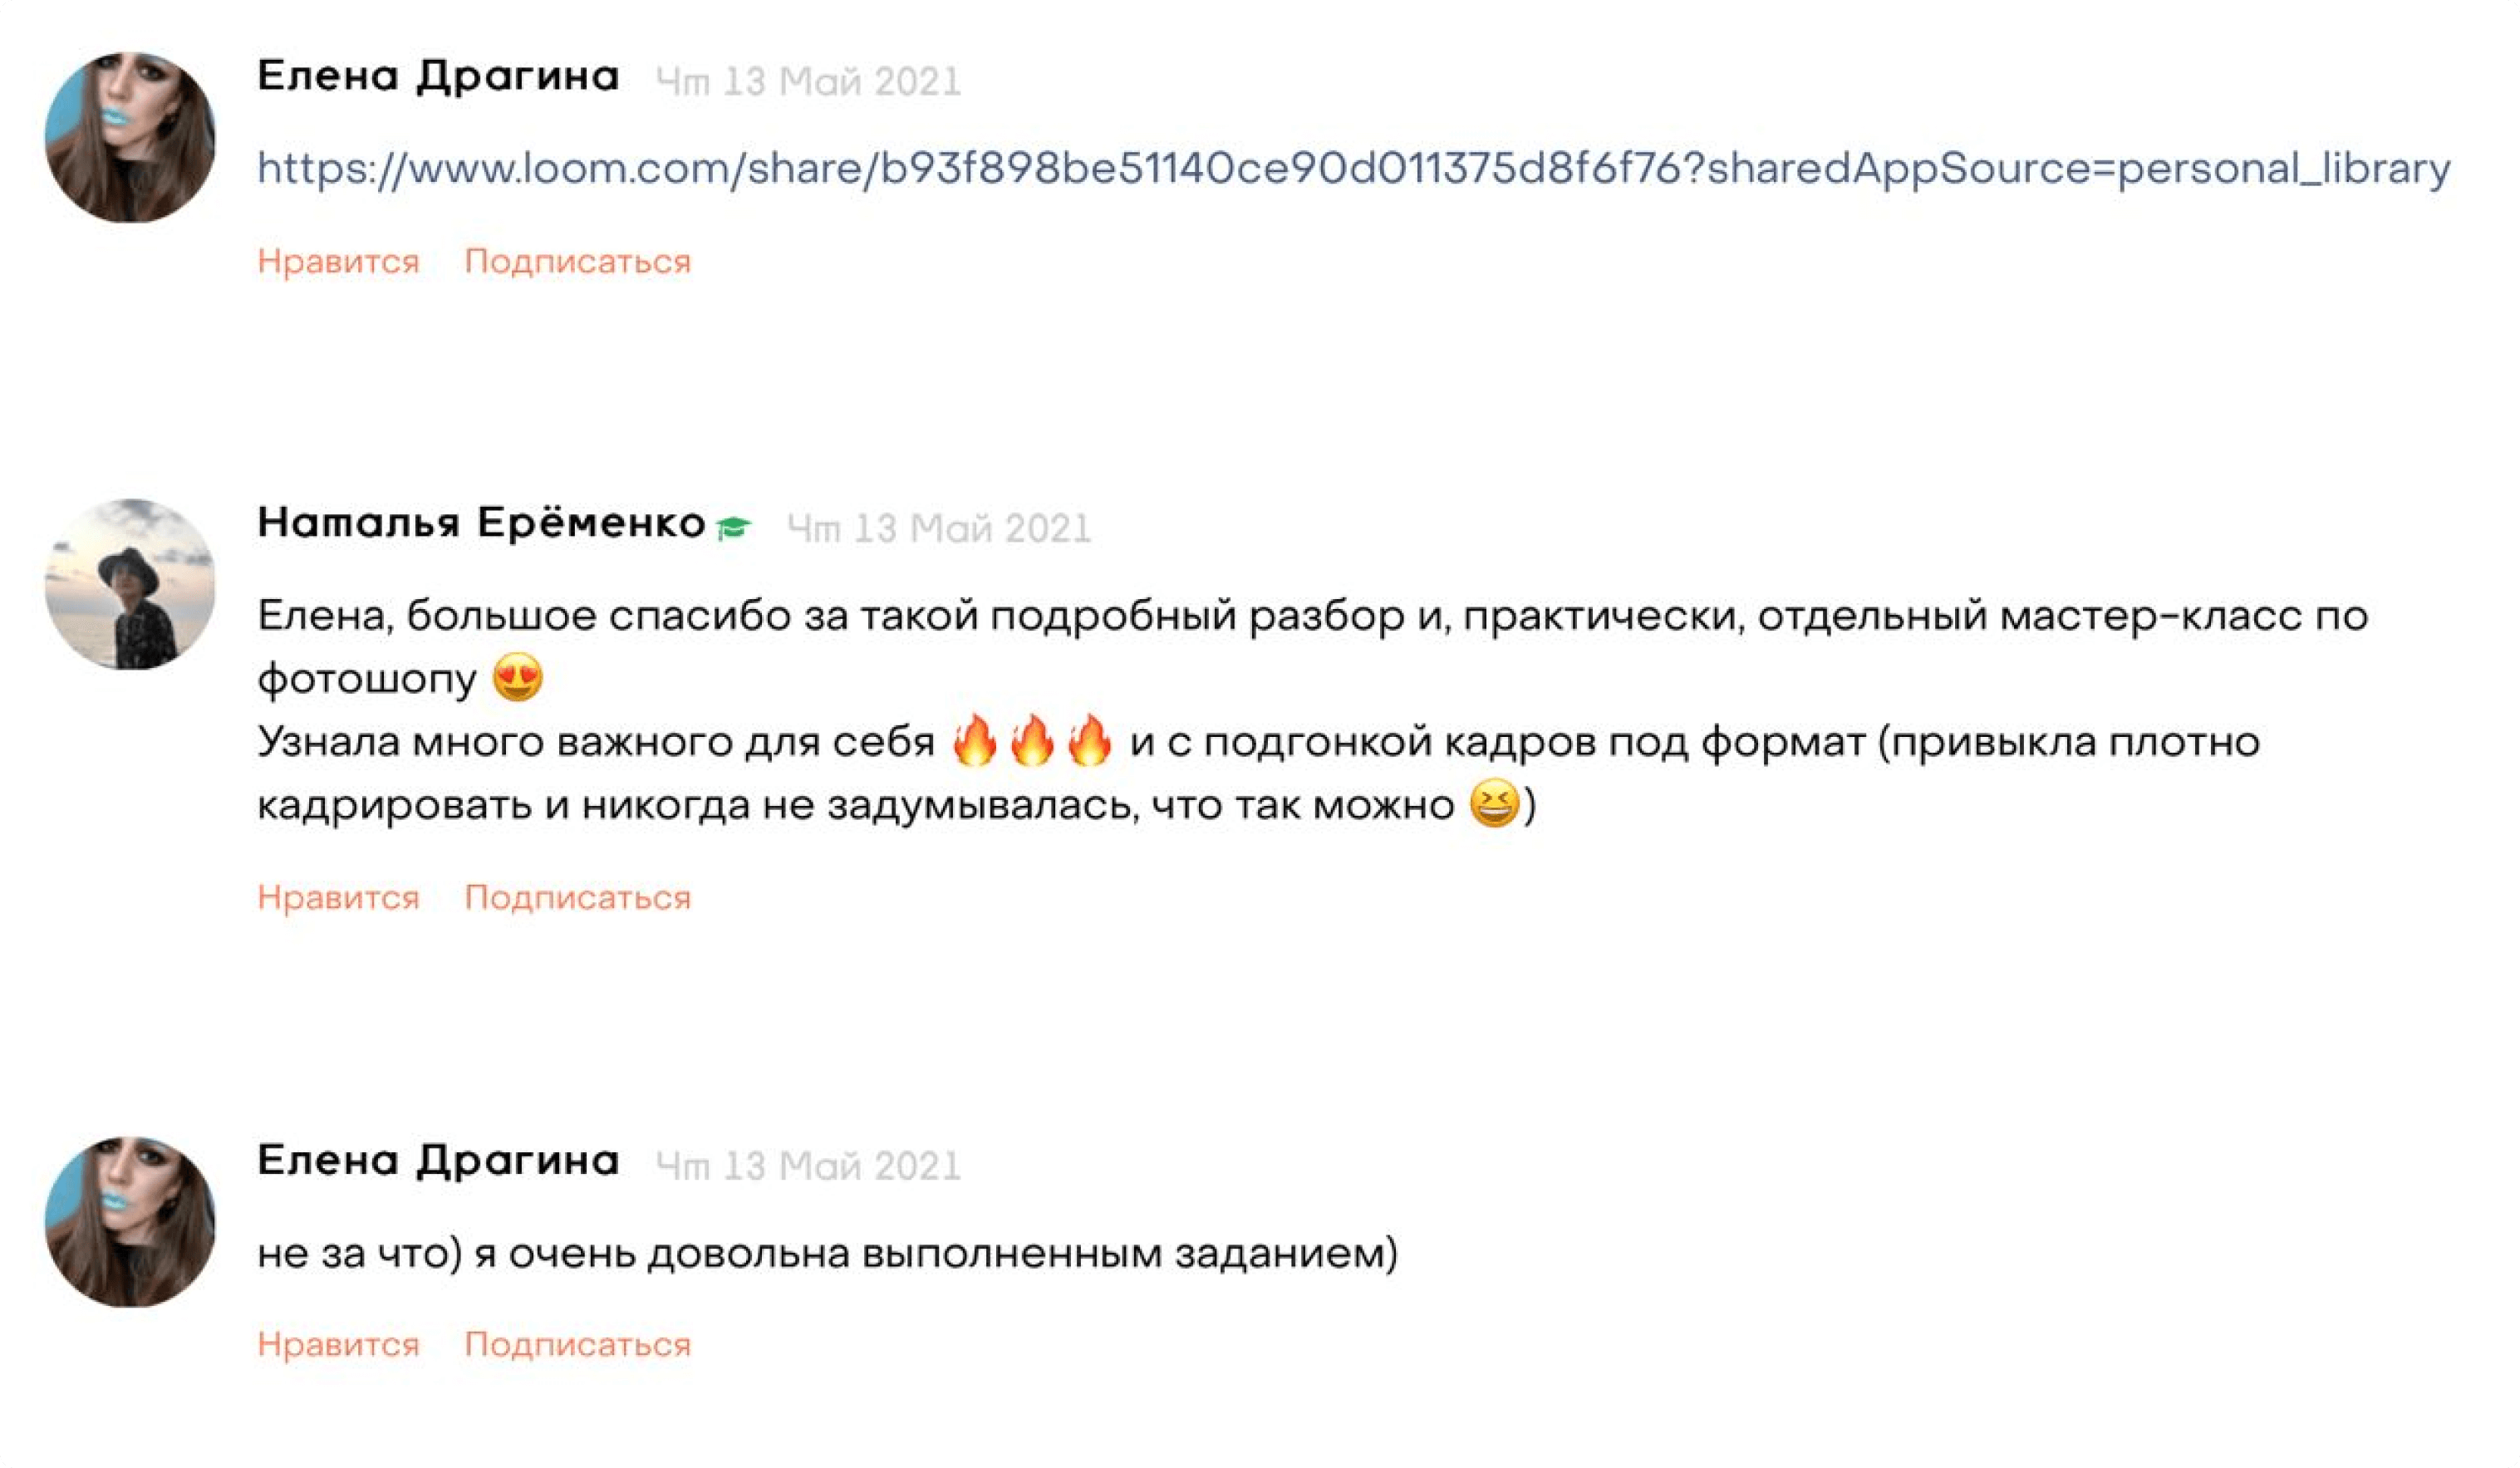 Елена Драгина Чт 13 Май 2021
https://www.loom.com/share/b93f898be51140ce90d011375d8f6f76?sharedAppSource=personal_library
Нравится Подписаться
Наталья Ерёменко Чт 13 Май 2021
Елена, большое спасибо за такой подробный разбор и, практически, отдельный мастер-класс по
фотошопу 😍
Узнала много важного для себя 🔥🔥🔥 и с подгонкой кадров под формат (привыкла плотно
кадрировать и никогда не задумывалась, что так можно 😆)
Нравится Подписаться
Елена Драгина Чт 13 Май 2021
не за что) я очень довольна выполненным заданием)
Нравится Подписаться